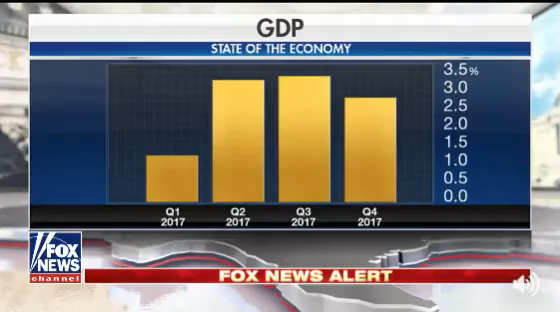 GDP
STATE OF THE ECONOMY
3.5%
3.0
2.5
2.0
1.5
1.0
0.5
0.0
Q1 Q2 Q3 Q4
2017 2017 2017 2017
FOX
NEWS
channel
FOX NEWS ALERT